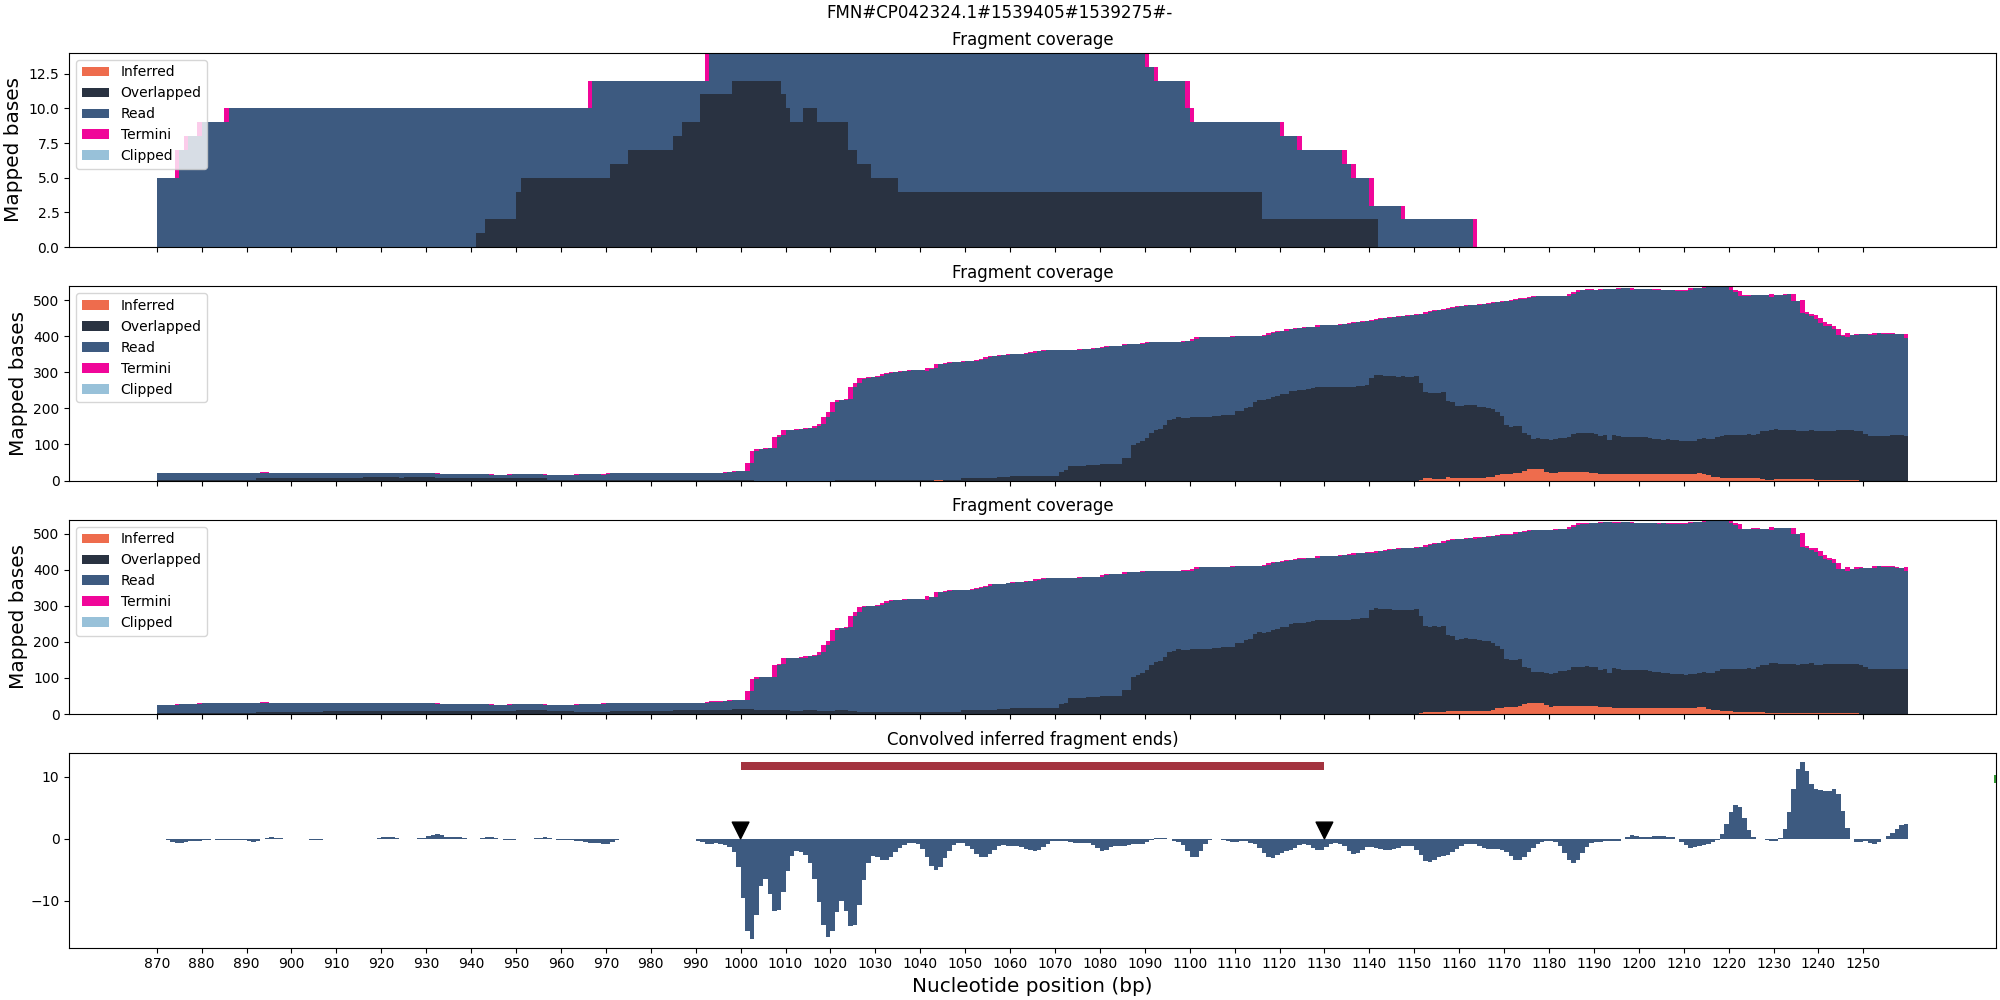 FMN#CP042324.1#1539405#1539275#-
Fragment coverage
Mapped bases
12.5
10.0
7.5
5.0
2.5
0.0
Inferred
Overlapped
Read
Termini
Clipped
Fragment coverage
Mapped bases
500
400
300
200
100
0
Inferred
Overlapped
Read
Termini
Clipped
Fragment coverage
Mapped bases
500
400
300
200
100
0
Inferred
Overlapped
Read
Termini
Clipped
Convolved inferred fragment ends)
10
0
−10
870 880 890 900 910 920 930 940 950 960 970 980 990 1000 1010 1020 1030 1040 1050 1060 1070 1080 1090 1100 1110 1120 1130 1140 1150 1160 1170 1180 1190 1200 1210 1220 1230 1240 1250
Nucleotide position (bp)